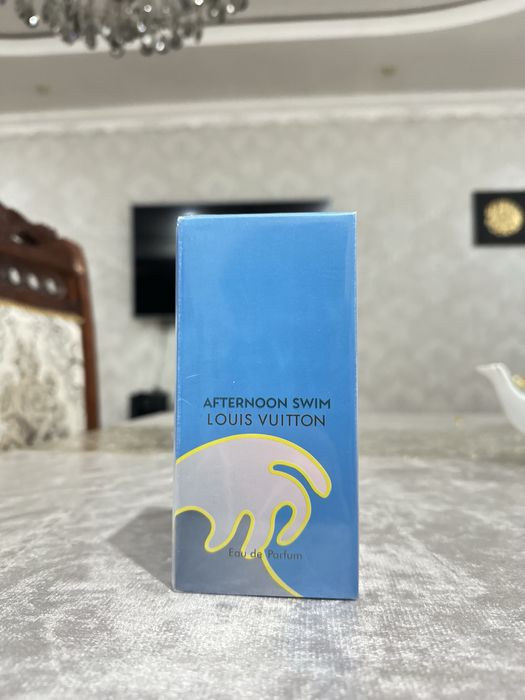 AFTERNOON SWIM
LOUIS VUITTON
Eau de Parfum